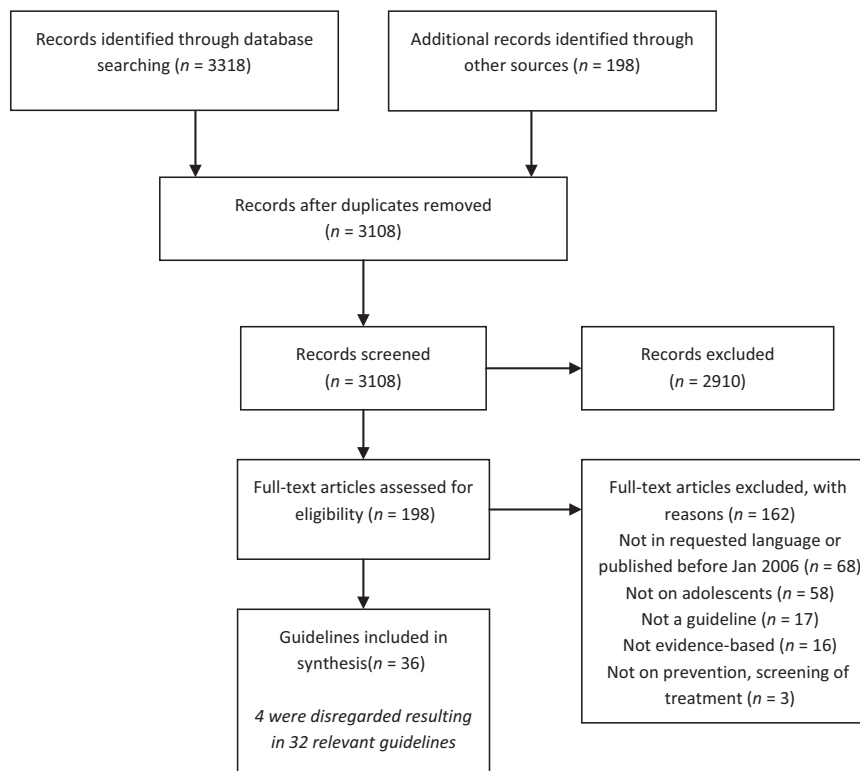 Records identified through database
searching (n = 3318)
Additional records identified through
other sources (n = 198)
Records after duplicates removed
(n = 3108)
Records screened
(n = 3108)
Records excluded
(n = 2910)
Full-text articles assessed for
eligibility (n = 198)
Full-text articles excluded, with
reasons (n = 162)
Not in requested language or
published before Jan 2006 (n = 68)
Not on adolescents (n = 58)
Not a guideline (n = 17)
Not evidence-based (n = 16)
Not on prevention, screening of
treatment (n = 3)
Guidelines included in
synthesis(n = 36)
4 were disregarded resulting
in 32 relevant guidelines